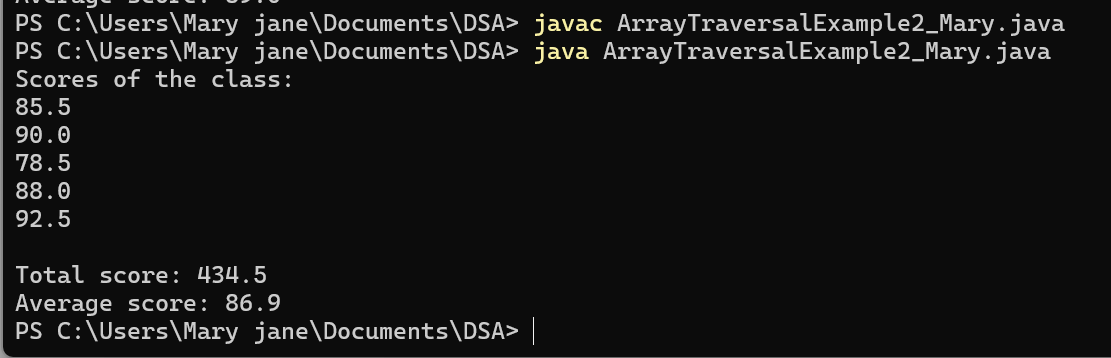 PS C:\Users\Mary jane\Documents\DSA> javac ArrayTraversalExample2_Mary.java
PS C:\Users\Mary jane\Documents\DSA> java ArrayTraversalExample2_Mary.java
Scores of the class:
85.5
90.0
78.5
88.0
92.5
Total score: 434.5
Average score: 86.9
PS C:\Users\Mary jane\Documents\DSA>